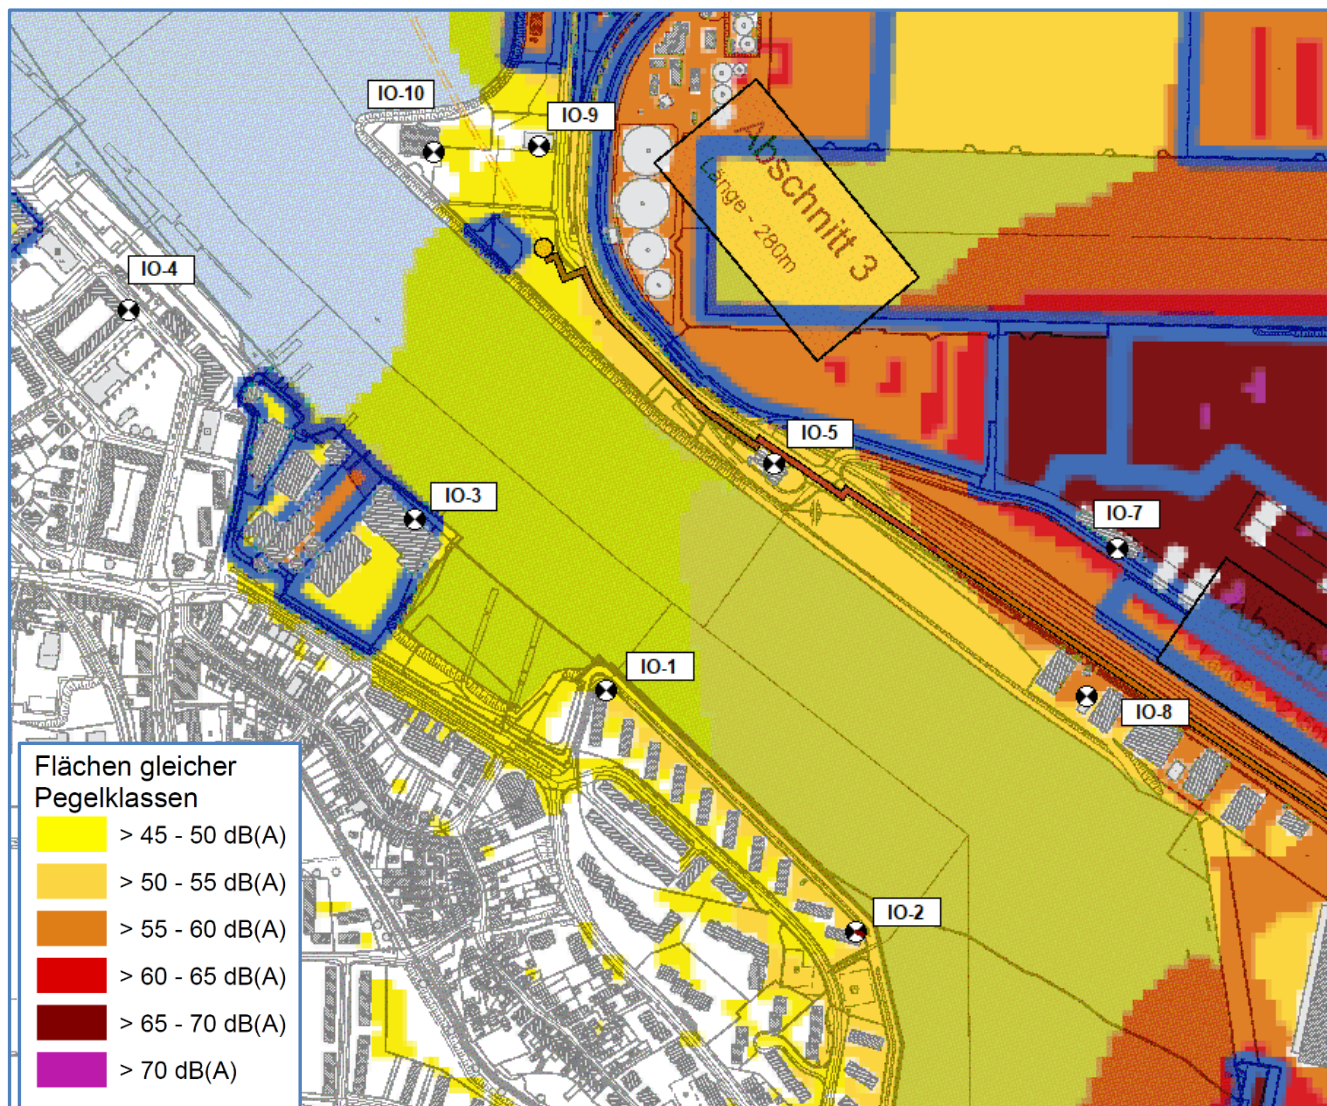 IO-10
IO-9
Abschnitt 3
Länge - 280m
IO-4
IO-5
IO-3
IO-7
IO-1
IO-8
IO-2
Flächen gleicher
Pegelklassen
> 45 - 50 dB(A)
> 50 - 55 dB(A)
> 55 - 60 dB(A)
> 60 - 65 dB(A)
> 65 - 70 dB(A)
> 70 dB(A)